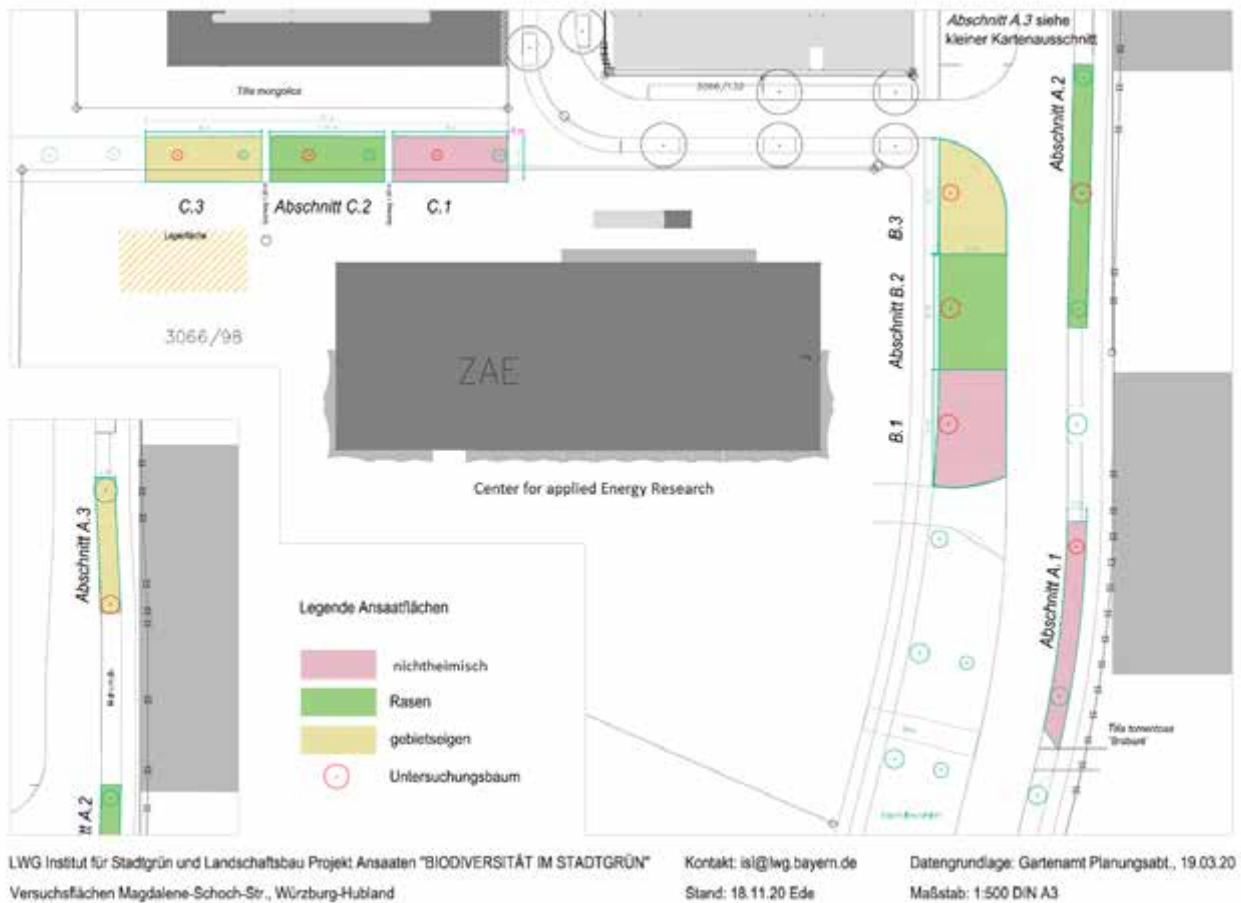 Abschnitt A.3 siehe
kleiner Kartenausschnitt
Tilia mongolica
3066/132
Abschnitt A.2
C.3
Abschnitt C.2
C.1
Lagerfläche
3066/98
B.3
Abschnitt B.2
B.1
ZAE
Center for applied Energy Research
Abschnitt A.3
tt A.2
Abschnitt A.1
Tilia tomentosa
'Brabant'
Legende Ansaatflächen
nichtheimisch
Rasen
gebietseigen
Untersuchungsbaum
LWG Institut für Stadtgrün und Landschaftsbau Projekt Ansaaten "BIODIVERSITÄT IM STADTGRÜN"
Kontakt: isl@lwg.bayern.de
Datengrundlage: Gartenamt Planungsabt., 19.03.20
Versuchsflächen Magdalene-Schoch-Str., Würzburg-Hubland
Stand: 18.11.20 Ede
Maßstab: 1:500 DIN A3